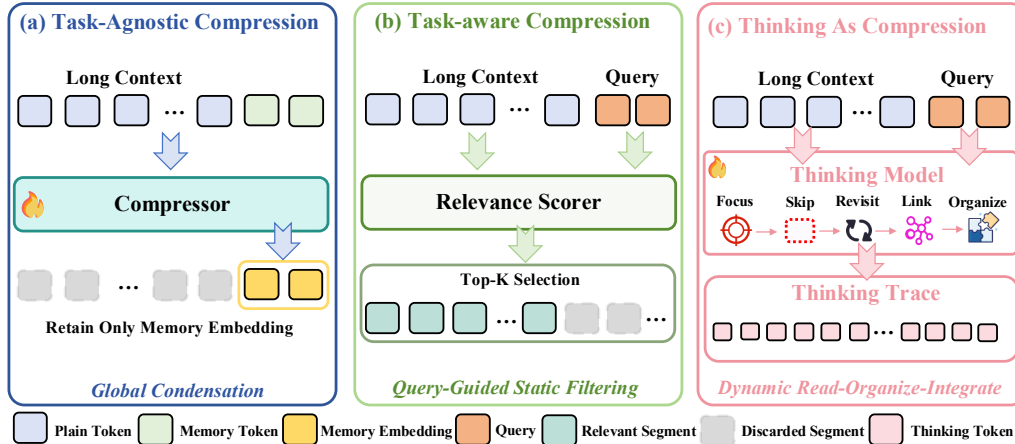 (a) Task-Agnostic Compression
Long Context
...
Compressor
...
Retain Only Memory Embedding
Global Condensation
(b) Task-aware Compression
Long Context
Query
...
Relevance Scorer
Top-K Selection
...
...
Query-Guided Static Filtering
(c) Thinking As Compression
Long Context
Query
...
Thinking Model
Focus
Skip
Revisit
Link
Organize
Thinking Trace
...
Dynamic Read-Organize-Integrate
Plain Token
Memory Token
Memory Embedding
Query
Relevant Segment
Discarded Segment
Thinking Token